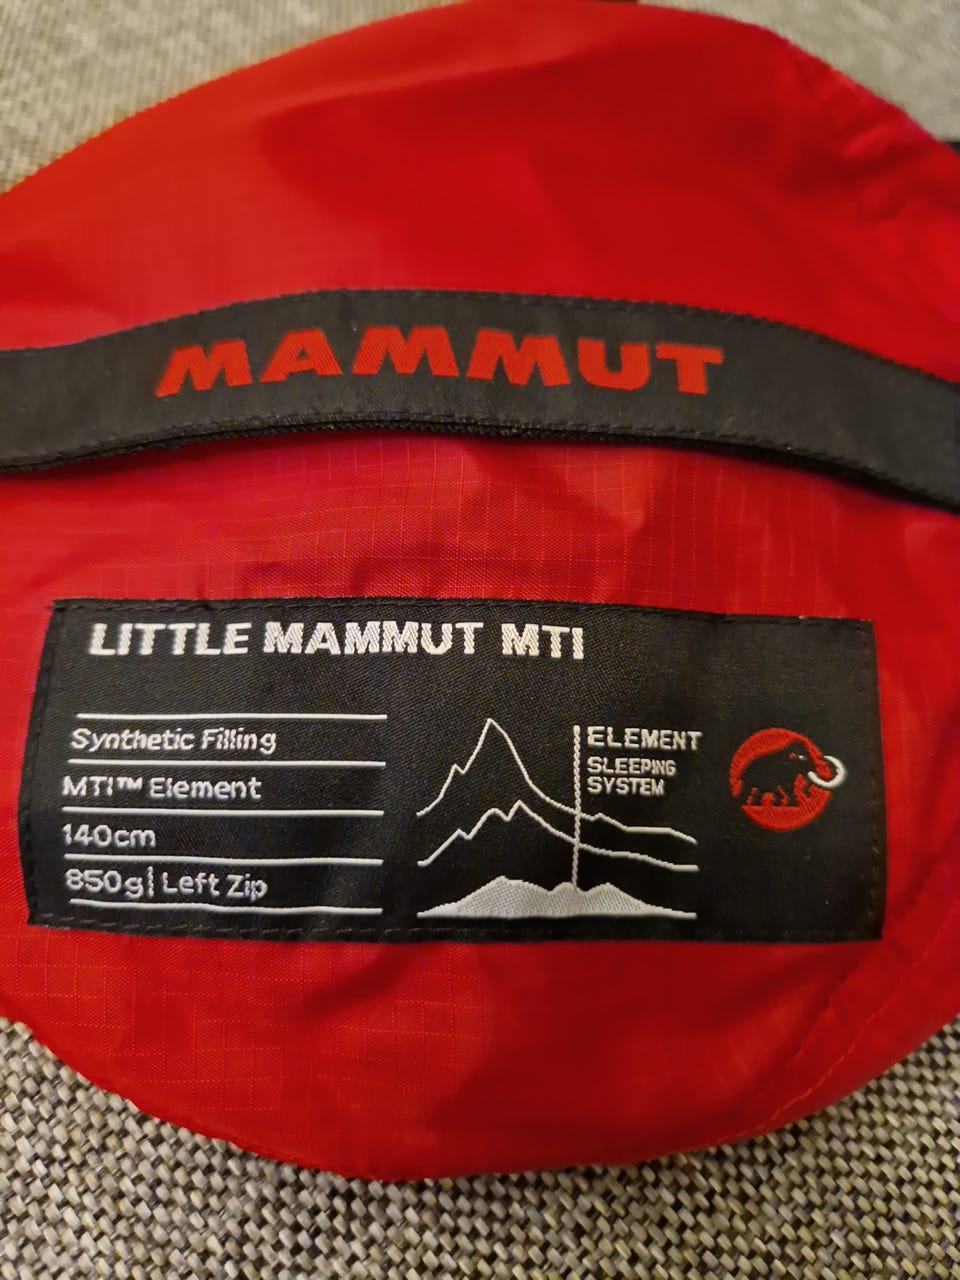 MAMMUT
LITTLE MAMMUT MTI
Synthetic Filling
MTI™ Element
140cm
850g| Left Zip
ELEMENT
SLEEPING
SYSTEM